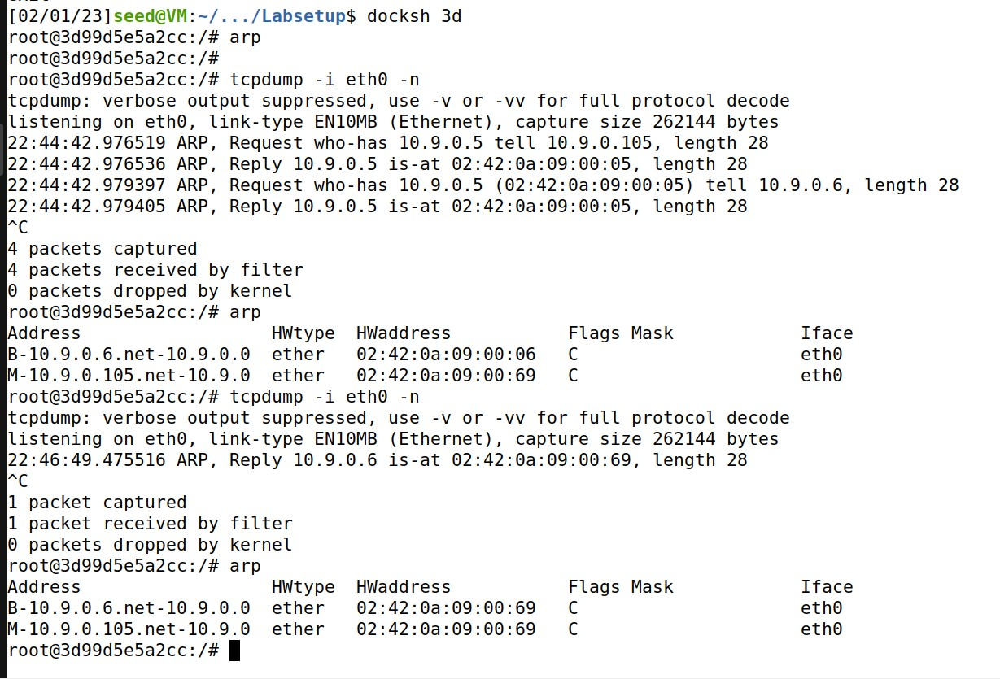 [02/01/23]seed@VM:~/.../Labsetup$ docksh 3d
root@3d99d5e5a2cc:/# arp
root@3d99d5e5a2cc:/#
root@3d99d5e5a2cc:/# tcpdump -i eth0 -n
tcpdump: verbose output suppressed, use -v or -vv for full protocol decode
listening on eth0, link-type EN10MB (Ethernet), capture size 262144 bytes
22:44:42.976519 ARP, Request who-has 10.9.0.5 tell 10.9.0.105, length 28
22:44:42.976536 ARP, Reply 10.9.0.5 is-at 02:42:0a:09:00:05, length 28
22:44:42.979397 ARP, Request who-has 10.9.0.5 (02:42:0a:09:00:05) tell 10.9.0.6, length 28
22:44:42.979405 ARP, Reply 10.9.0.5 is-at 02:42:0a:09:00:05, length 28
^C
4 packets captured
4 packets received by filter
0 packets dropped by kernel
root@3d99d5e5a2cc:/# arp
Address                  HWtype  HWaddress           Flags Mask            Iface
B-10.9.0.6.net-10.9.0.0  ether   02:42:0a:09:00:06   C                     eth0
M-10.9.0.105.net-10.9.0  ether   02:42:0a:09:00:69   C                     eth0
root@3d99d5e5a2cc:/# tcpdump -i eth0 -n
tcpdump: verbose output suppressed, use -v or -vv for full protocol decode
listening on eth0, link-type EN10MB (Ethernet), capture size 262144 bytes
22:46:49.475516 ARP, Reply 10.9.0.6 is-at 02:42:0a:09:00:69, length 28
^C
1 packet captured
1 packet received by filter
0 packets dropped by kernel
root@3d99d5e5a2cc:/# arp
Address                  HWtype  HWaddress           Flags Mask            Iface
B-10.9.0.6.net-10.9.0.0  ether   02:42:0a:09:00:69   C                     eth0
M-10.9.0.105.net-10.9.0  ether   02:42:0a:09:00:69   C                     eth0
root@3d99d5e5a2cc:/#